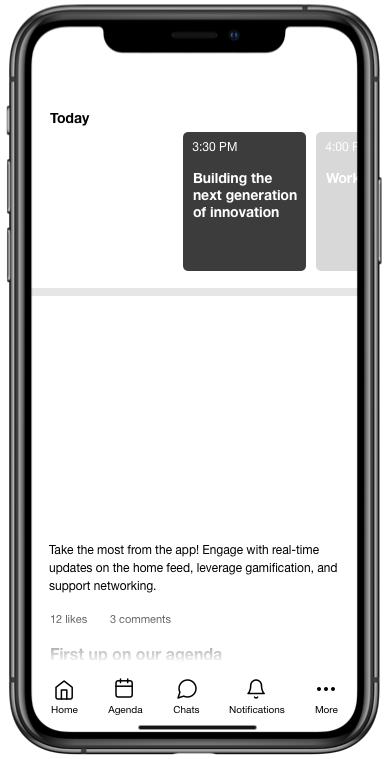 Today
3:30 PM
Building the
next generation
of innovation
4:00 P
Work
Take the most from the app! Engage with real-time
updates on the home feed, leverage gamification, and
support networking.
12 likes 3 comments
First up on our agenda
Home Agenda Chats Notifications More